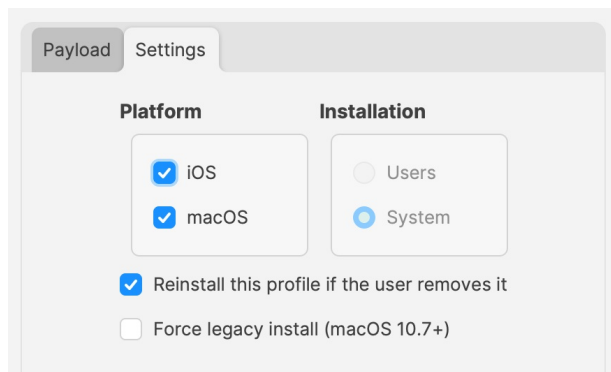 Payload Settings
Platform Installation
iOS Users
macOS System
Reinstall this profile if the user removes it
Force legacy install (macOS 10.7+)